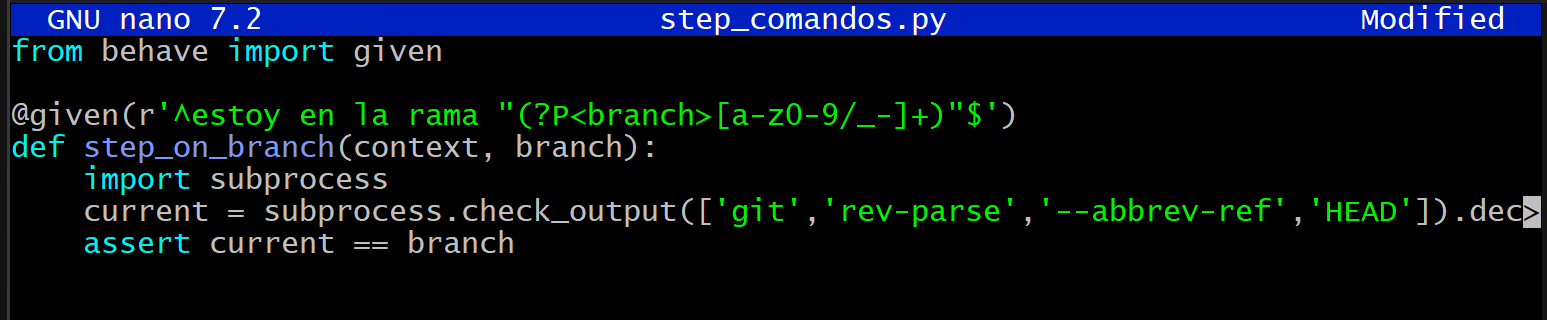 GNU nano 7.2 step_comandos.py Modified
from behave import given
@given(r'^estoy en la rama "(?P<branch>[a-z0-9/_-]+)"$')
def step_on_branch(context, branch):
    import subprocess
    current = subprocess.check_output(['git','rev-parse','--abbrev-ref','HEAD']).dec>
    assert current == branch